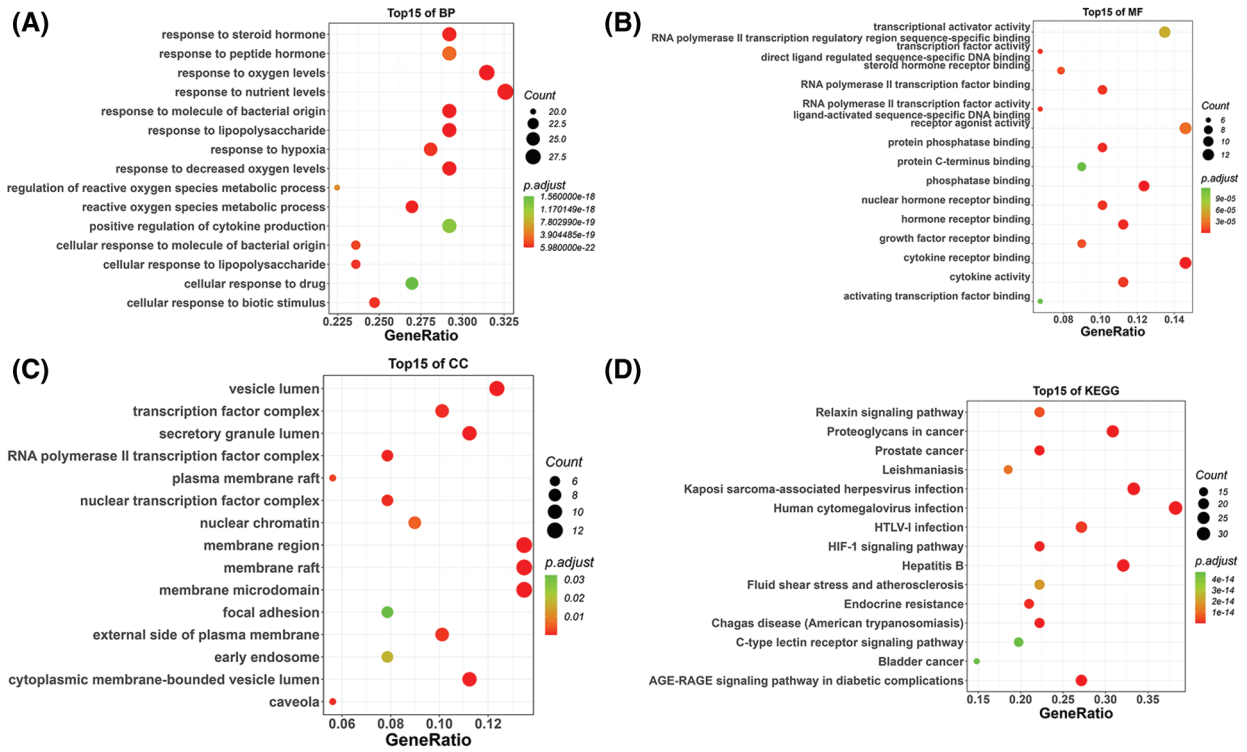 (A)
Top15 of BP
response to steroid hormone
response to peptide hormone
response to oxygen levels
response to nutrient levels
response to molecule of bacterial origin
response to lipopolysaccharide
response to hypoxia
response to decreased oxygen levels
regulation of reactive oxygen species metabolic process
reactive oxygen species metabolic process
positive regulation of cytokine production
cellular response to molecule of bacterial origin
cellular response to lipopolysaccharide
cellular response to drug
cellular response to biotic stimulus
0.225 0.250 0.275 0.300 0.325
GeneRatio
Count
20.0
22.5
25.0
27.5
p.adjust
1.560000e-18
1.170149e-18
7.802990e-19
3.904485e-19
5.980000e-22
(B)
Top15 of MF
transcriptional activator activity
RNA polymerase II transcription regulatory region sequence-specific binding
transcription factor activity
direct ligand regulated sequence-specific DNA binding
steroid hormone receptor binding
RNA polymerase II transcription factor binding
RNA polymerase II transcription factor activity
ligand-activated sequence-specific DNA binding
receptor agonist activity
protein phosphatase binding
protein C-terminus binding
phosphatase binding
nuclear hormone receptor binding
hormone receptor binding
growth factor receptor binding
cytokine receptor binding
cytokine activity
activating transcription factor binding
0.08 0.10 0.12 0.14
GeneRatio
Count
6
8
10
12
p.adjust
9e-05
6e-05
3e-05
(C)
Top15 of CC
vesicle lumen
transcription factor complex
secretory granule lumen
RNA polymerase II transcription factor complex
plasma membrane raft
nuclear transcription factor complex
nuclear chromatin
membrane region
membrane raft
membrane microdomain
focal adhesion
external side of plasma membrane
early endosome
cytoplasmic membrane-bounded vesicle lumen
caveola
0.06 0.08 0.10 0.12
GeneRatio
Count
6
8
10
12
p.adjust
0.03
0.02
0.01
(D)
Top15 of KEGG
Relaxin signaling pathway
Proteoglycans in cancer
Prostate cancer
Leishmaniasis
Kaposi sarcoma-associated herpesvirus infection
Human cytomegalovirus infection
HTLV-I infection
HIF-1 signaling pathway
Hepatitis B
Fluid shear stress and atherosclerosis
Endocrine resistance
Chagas disease (American trypanosomiasis)
C-type lectin receptor signaling pathway
Bladder cancer
AGE-RAGE signaling pathway in diabetic complications
0.15 0.20 0.25 0.30 0.35
GeneRatio
Count
15
20
25
30
p.adjust
4e-14
3e-14
2e-14
1e-14